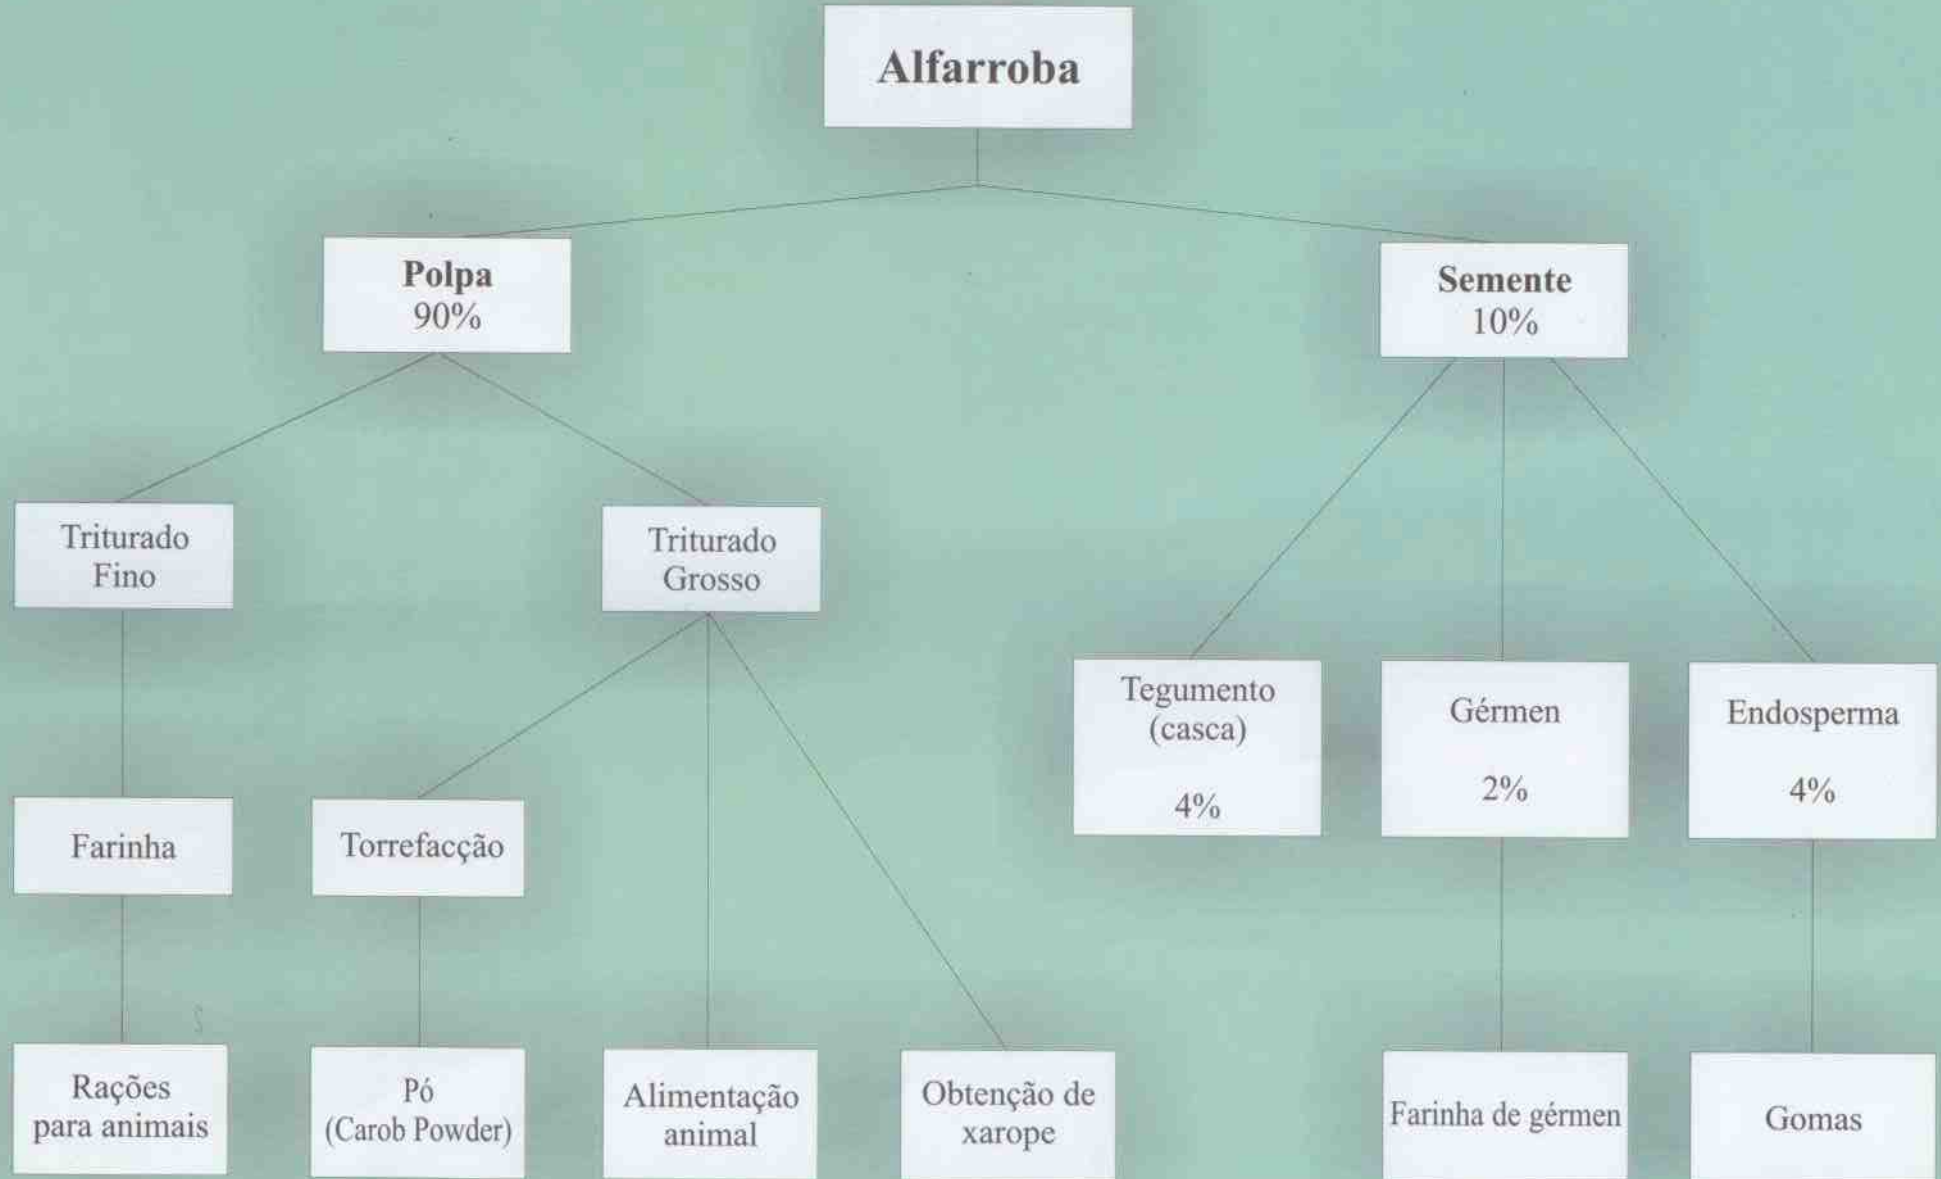 Alfarroba
Polpa
90%
Semente
10%
Triturado
Fino
Triturado
Grosso
Tegumento
(casca)
4%
Gérmen
2%
Endosperma
4%
Farinha
Torrefacção
Rações
para animais
Pó
(Carob Powder)
Alimentação
animal
Obtenção de
xarope
Farinha de gérmen
Gomas